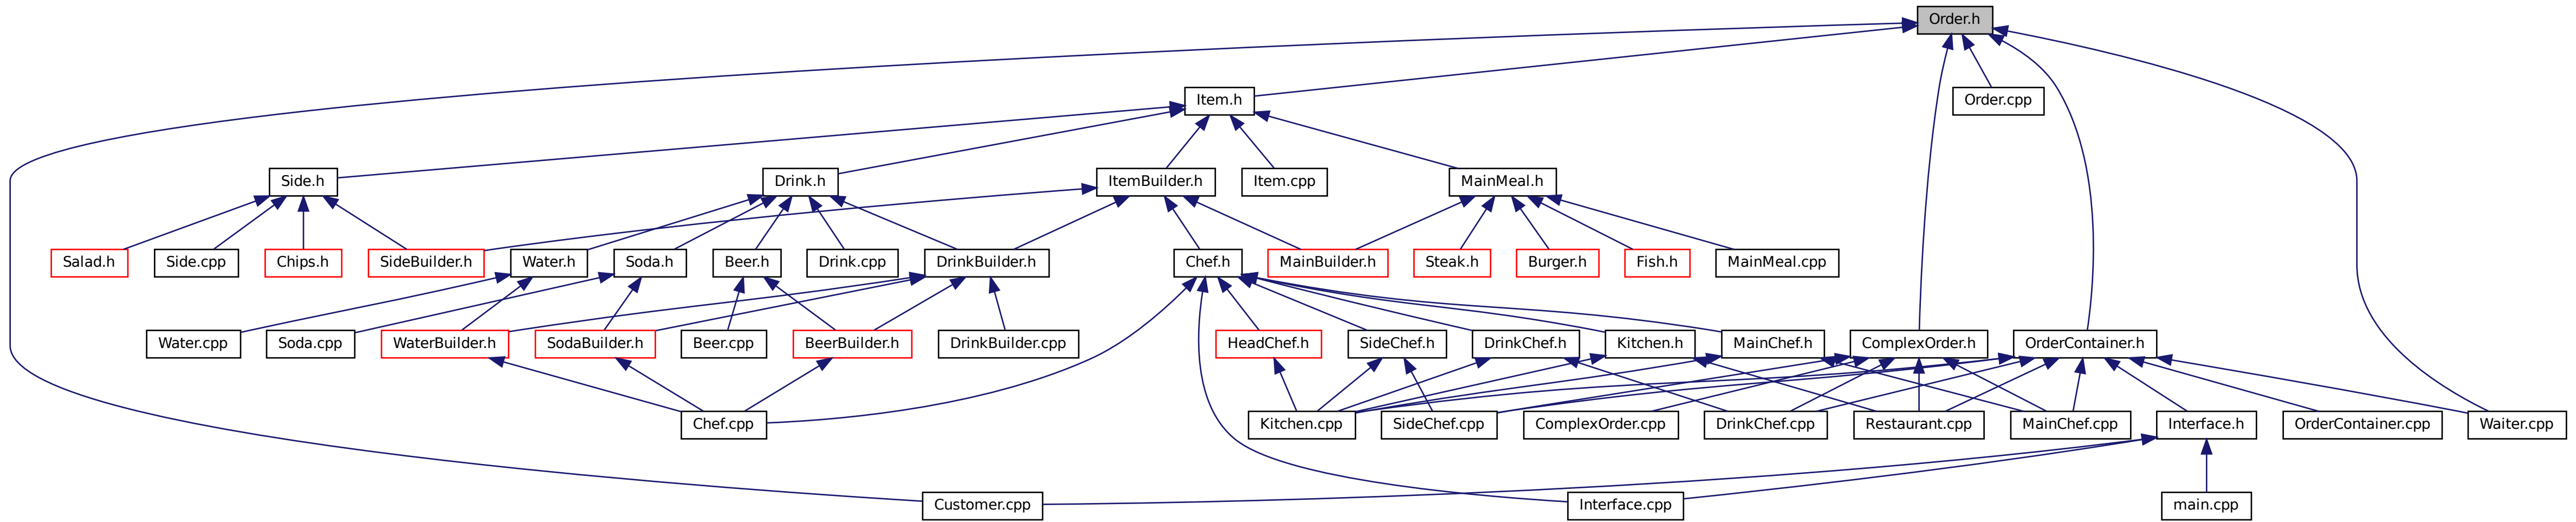 Order.h
Item.h
Order.cpp
Side.h
Drink.h
ItemBuilder.h
Item.cpp
MainMeal.h
Salad.h
Side.cpp
Chips.h
SideBuilder.h
Water.h
Soda.h
Beer.h
Drink.cpp
DrinkBuilder.h
Chef.h
MainBuilder.h
Steak.h
Burger.h
Fish.h
MainMeal.cpp
Water.cpp
Soda.cpp
WaterBuilder.h
SodaBuilder.h
Beer.cpp
BeerBuilder.h
DrinkBuilder.cpp
HeadChef.h
SideChef.h
DrinkChef.h
Kitchen.h
MainChef.h
ComplexOrder.h
OrderContainer.h
Chef.cpp
Kitchen.cpp
SideChef.cpp
ComplexOrder.cpp
DrinkChef.cpp
Restaurant.cpp
MainChef.cpp
Interface.h
OrderContainer.cpp
Waiter.cpp
Customer.cpp
Interface.cpp
main.cpp